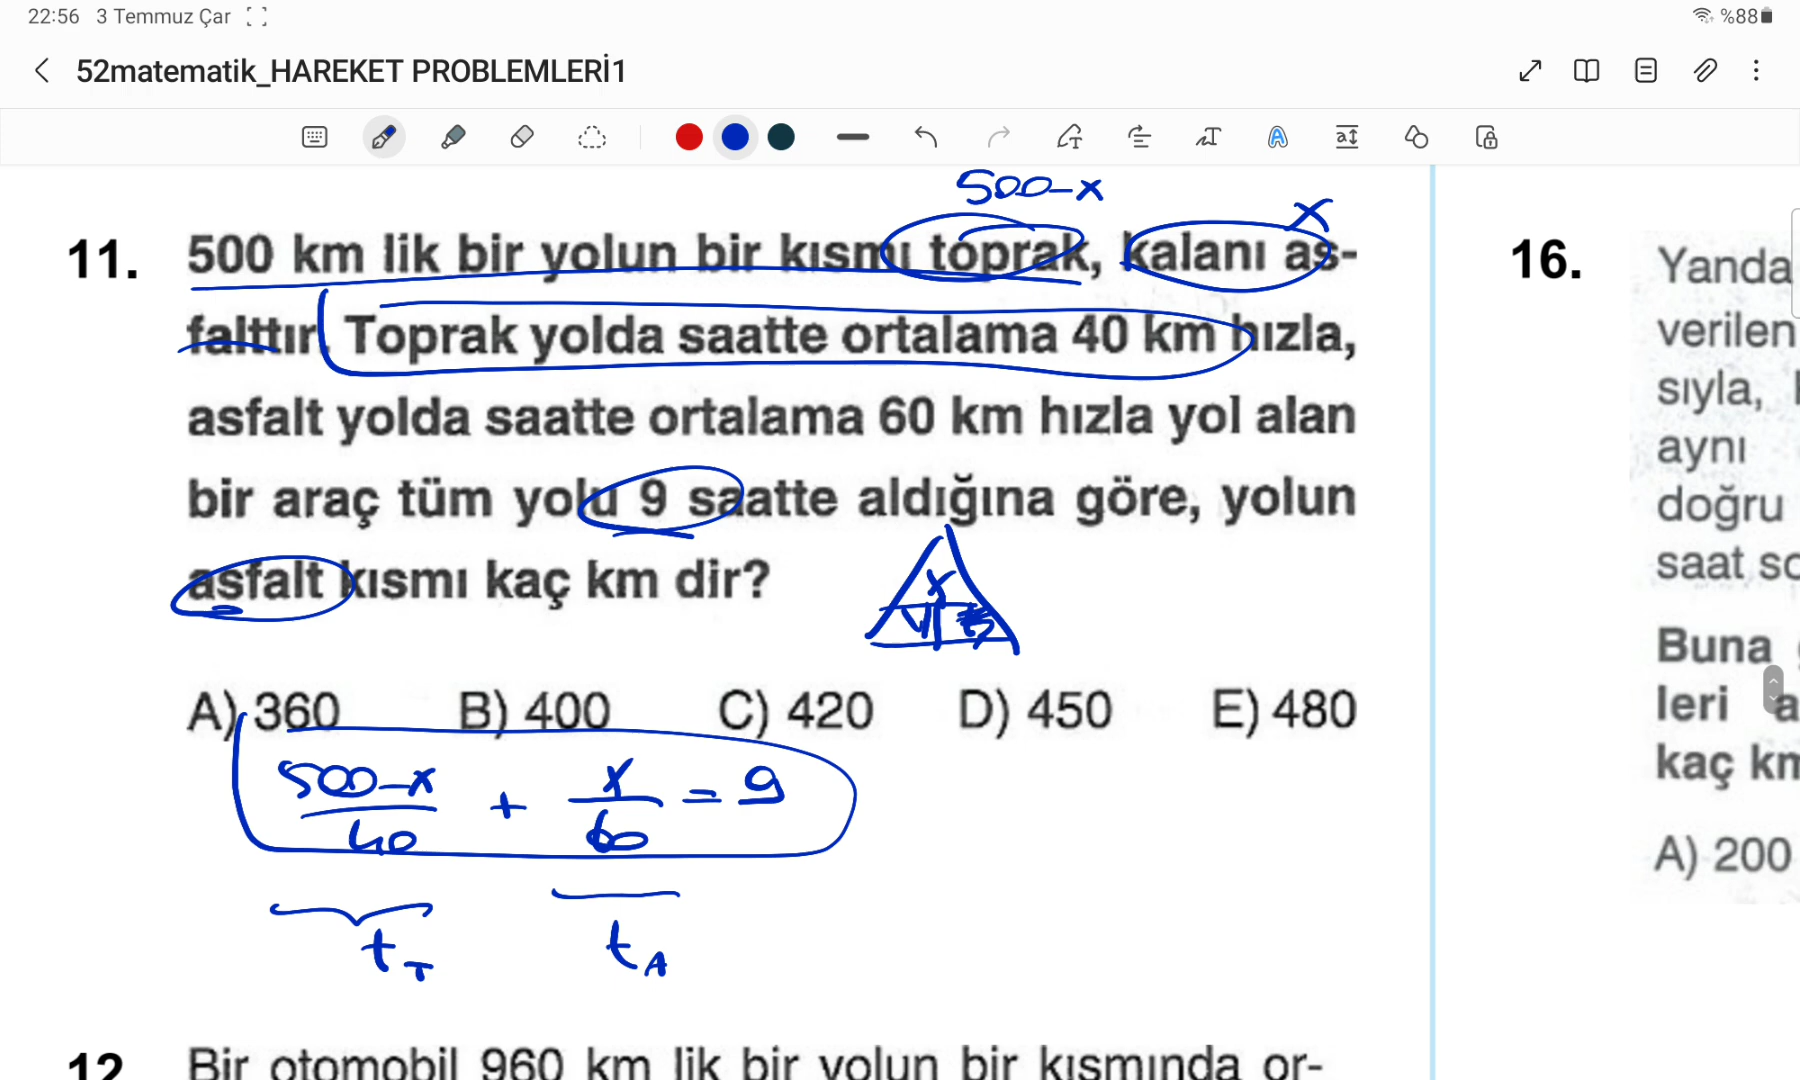 22:56 3 Temmuz Çar %88
52matematik_HAREKET PROBLEMLERİ1
500-x
x
11. 500 km lik bir yolun bir kısmı toprak, kalanı as-
falttır. Toprak yolda saatte ortalama 40 km hızla,
asfalt yolda saatte ortalama 60 km hızla yol alan
bir araç tüm yolu 9 saatte aldığına göre, yolun
asfalt kısmı kaç km dir?
x
V t
A) 360 B) 400 C) 420 D) 450 E) 480
500-x/40 + x/60 = 9
t_T t_A
12 Bir otomobil 960 km lik bir yolun bir kısmında or-
16. Yanda
verilen
sıyla,
aynı
doğru
saat so
Buna
leri a
kaç km
A) 200